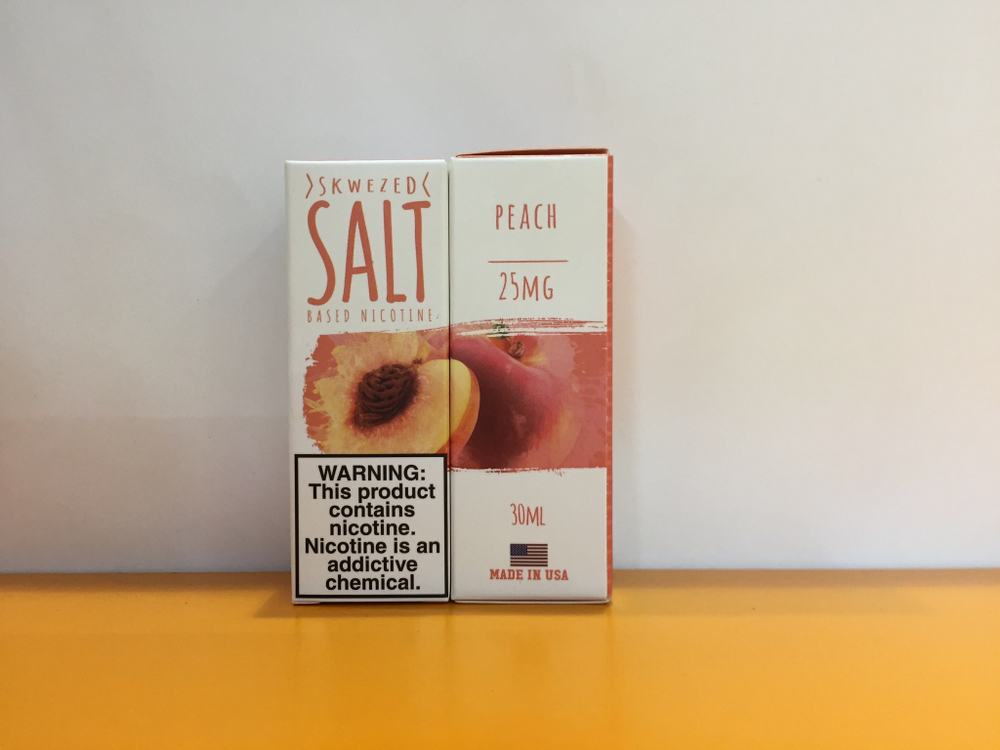 >SKWEZED<
SALT
BASED NICOTINE
WARNING:
This product
contains
nicotine.
Nicotine is an
addictive
chemical.
PEACH
25MG
30ML
MADE IN USA